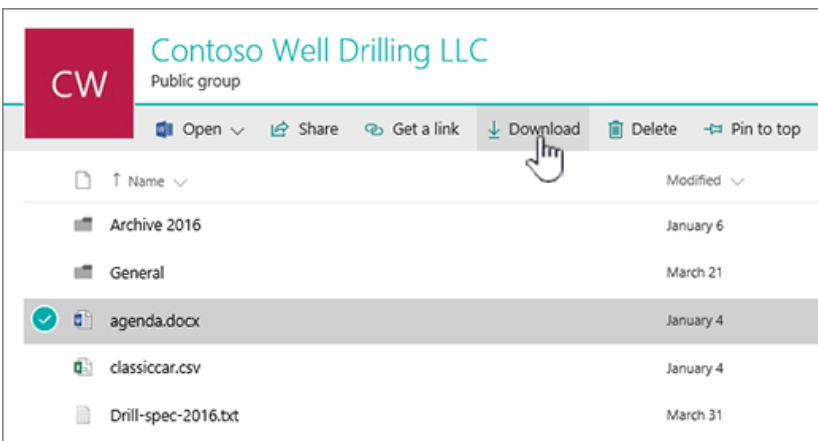 CW
Contoso Well Drilling LLC
Public group
Open Share Get a link Download Delete Pin to top
Name Modified
Archive 2016 January 6
General March 21
agenda.docx January 4
classiccar.csv January 4
Drill-spec-2016.txt March 31